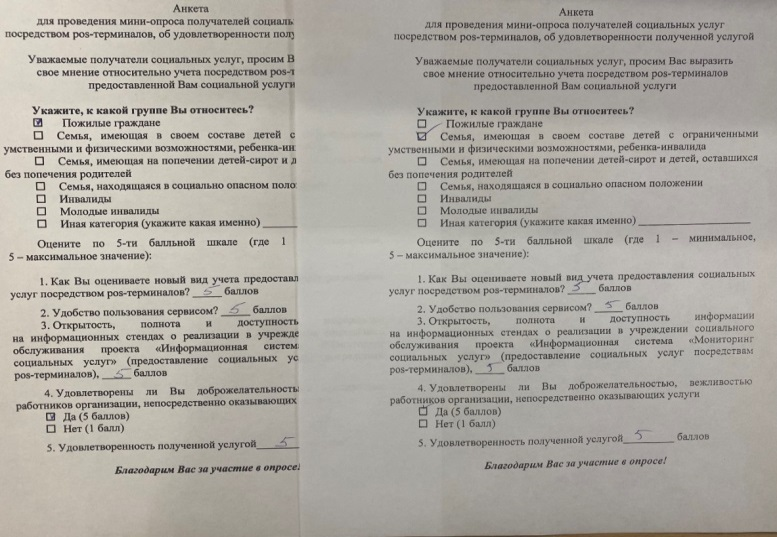 Анкета
для проведения мини-опроса получателей социаль
посредством pos-терминалов, об удовлетворенности полу
Уважаемые получатели социальных услуг, просим В
свое мнение относительно учета посредством pos-т
предоставленной Вам социальной услуги
Укажите, к какой группе Вы относитесь?
☑ Пожилые граждане
☐ Семья, имеющая в своем составе детей с
умственными и физическими возможностями, ребенка-ин
☐ Семья, имеющая на попечении детей-сирот и д
без попечения родителей
☐ Семья, находящаяся в социально опасном поло
☐ Инвалиды
☐ Молодые инвалиды
☐ Иная категория (укажите какая именно)
Оцените по 5-ти балльной шкале (где 1
5 – максимальное значение):
1. Как Вы оцениваете новый вид учета предоставл
услуг посредством pos-терминалов? 5 баллов
2. Удобство пользования сервисом? 5 баллов
3. Открытость, полнота и доступность
на информационных стендах о реализации в учрежде
обслуживания проекта «Информационная систем
социальных услуг» (предоставление социальных ус
pos-терминалов), 5 баллов
4. Удовлетворены ли Вы доброжелательность
работников организации, непосредственно оказывающих
☑ Да (5 баллов)
☐ Нет (1 балл)
5. Удовлетворенность полученной услугой 5
Благодарим Вас за участие в опросе!
Анкета
для проведения мини-опроса получателей социальных услуг
посредством pos-терминалов, об удовлетворенности полученной услугой
Уважаемые получатели социальных услуг, просим Вас выразить
свое мнение относительно учета посредством pos-терминалов
предоставленной Вам социальной услуги
Укажите, к какой группе Вы относитесь?
☐ Пожилые граждане
☑ Семья, имеющая в своем составе детей с ограниченными
умственными и физическими возможностями, ребенка-инвалида
☐ Семья, имеющая на попечении детей-сирот и детей, оставшихся
без попечения родителей
☐ Семья, находящаяся в социально опасном положении
☐ Инвалиды
☐ Молодые инвалиды
☐ Иная категория (укажите какая именно)
Оцените по 5-ти балльной шкале (где 1 – минимальное,
5 – максимальное значение):
1. Как Вы оцениваете новый вид учета предоставления социальных
услуг посредством pos-терминалов? 5 баллов
2. Удобство пользования сервисом? 5 баллов
3. Открытость, полнота и доступность информации
на информационных стендах о реализации в учреждении социального
обслуживания проекта «Информационная система «Мониторинг
социальных услуг» (предоставление социальных услуг посредствам
pos-терминалов), 5 баллов
4. Удовлетворены ли Вы доброжелательностью, вежливостью
работников организации, непосредственно оказывающих услуги
☑ Да (5 баллов)
☐ Нет (1 балл)
5. Удовлетворенность полученной услугой 5 баллов
Благодарим Вас за участие в опросе!